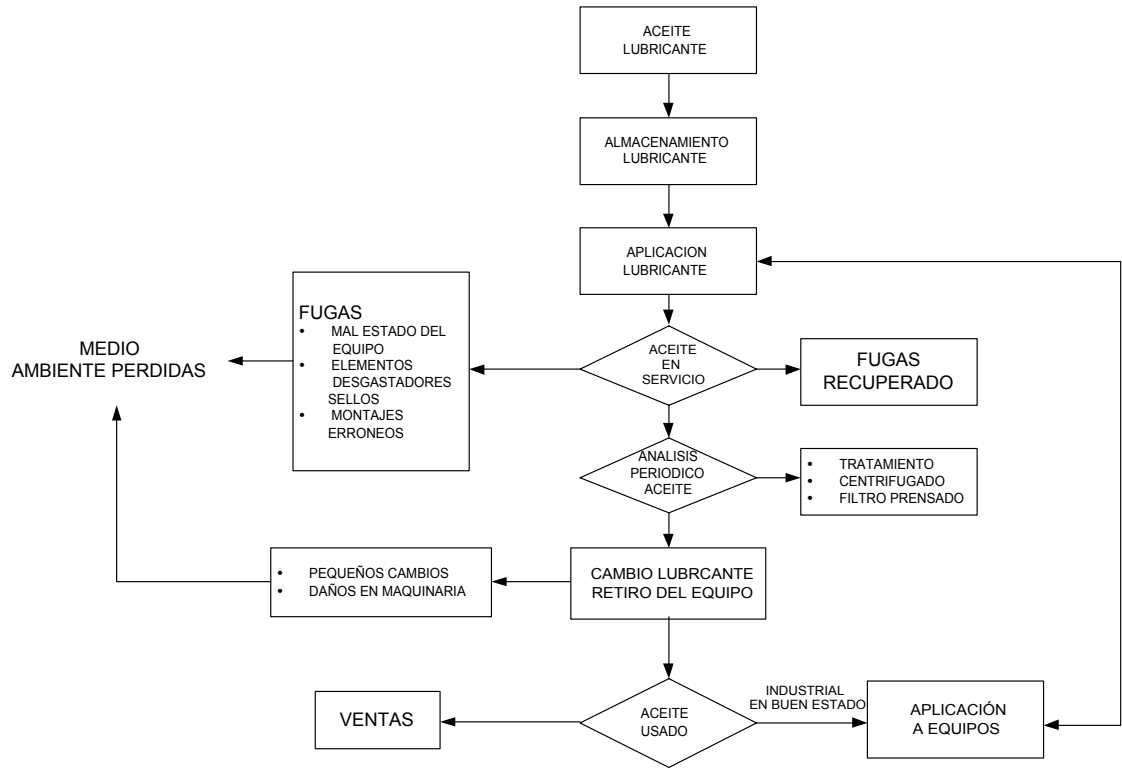 ACEITE
LUBRICANTE
ALMACENAMIENTO
LUBRICANTE
APLICACION
LUBRICANTE
FUGAS
• MAL ESTADO DEL
EQUIPO
• ELEMENTOS
DESGASTADORES
SELLOS
• MONTAJES
ERRONEOS
MEDIO
AMBIENTE PERDIDAS
ACEITE
EN
SERVICIO
FUGAS
RECUPERADO
ANALISIS
PERIODICO
ACEITE
• TRATAMIENTO
• CENTRIFUGADO
• FILTRO PRENSADO
• PEQUEÑOS CAMBIOS
• DAÑOS EN MAQUINARIA
CAMBIO LUBRCANTE
RETIRO DEL EQUIPO
VENTAS
ACEITE
USADO
INDUSTRIAL
EN BUEN ESTADO
APLICACIÓN
A EQUIPOS